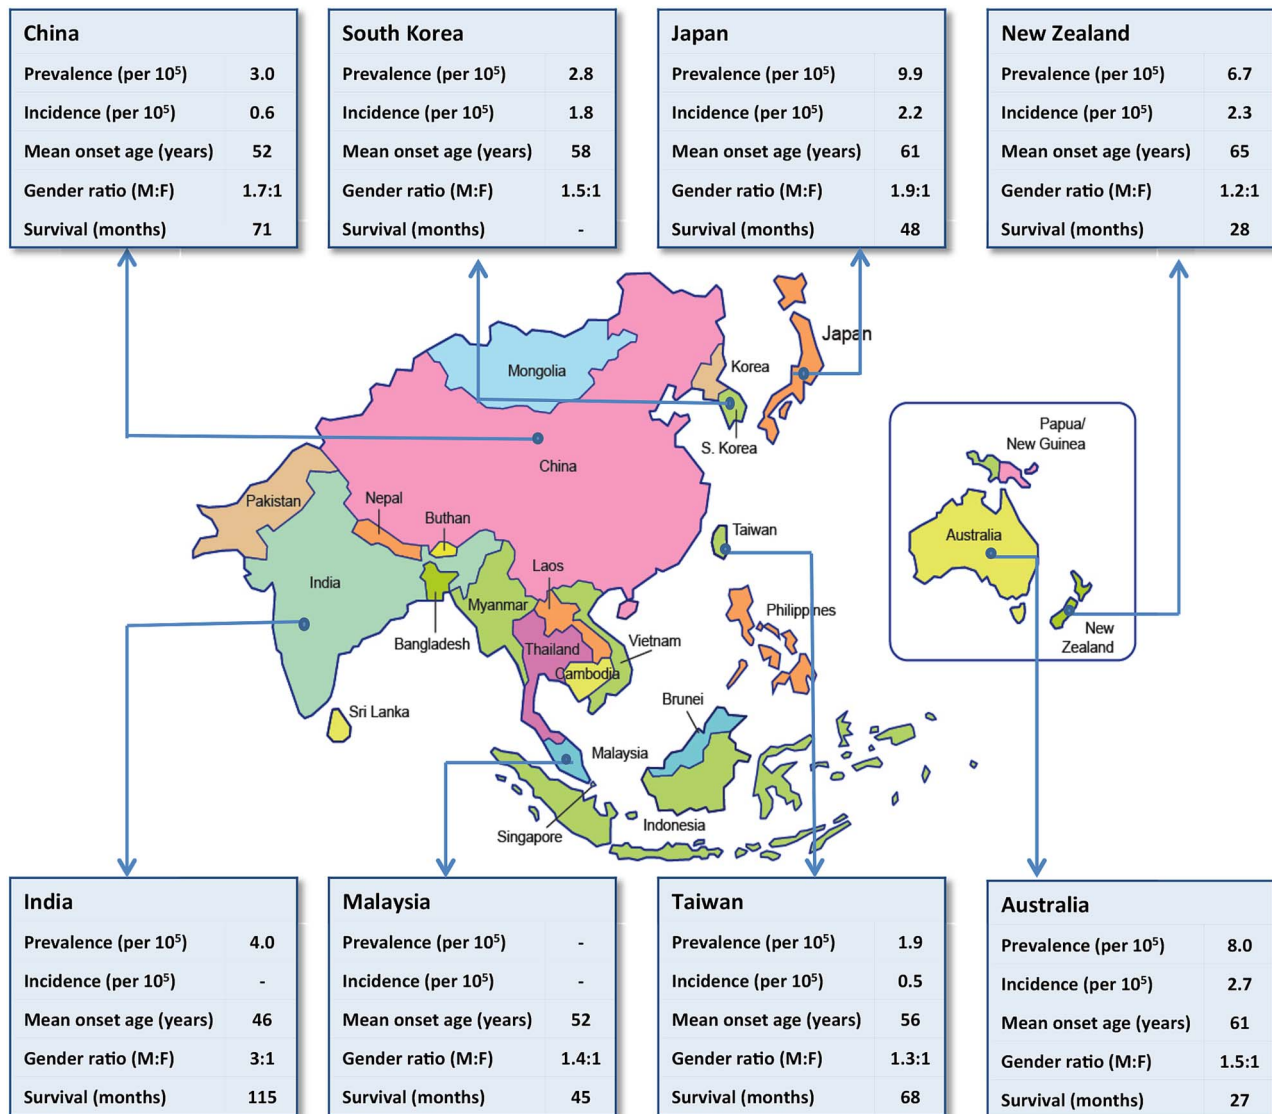 China
Prevalence (per 10⁵) 3.0
Incidence (per 10⁵) 0.6
Mean onset age (years) 52
Gender ratio (M:F) 1.7:1
Survival (months) 71
South Korea
Prevalence (per 10⁵) 2.8
Incidence (per 10⁵) 1.8
Mean onset age (years) 58
Gender ratio (M:F) 1.5:1
Survival (months) -
Japan
Prevalence (per 10⁵) 9.9
Incidence (per 10⁵) 2.2
Mean onset age (years) 61
Gender ratio (M:F) 1.9:1
Survival (months) 48
New Zealand
Prevalence (per 10⁵) 6.7
Incidence (per 10⁵) 2.3
Mean onset age (years) 65
Gender ratio (M:F) 1.2:1
Survival (months) 28
Japan
Mongolia
Korea
S. Korea
China
Papua/
New Guinea
Pakistan
Nepal
Buthan
Taiwan
Australia
India
Laos
Myanmar
Philippines
Bangladesh
Thailand
Vietnam
New
Zealand
Cambodia
Sri Lanka
Brunei
Malaysia
Singapore
Indonesia
India
Prevalence (per 10⁵) 4.0
Incidence (per 10⁵) -
Mean onset age (years) 46
Gender ratio (M:F) 3:1
Survival (months) 115
Malaysia
Prevalence (per 10⁵) -
Incidence (per 10⁵) -
Mean onset age (years) 52
Gender ratio (M:F) 1.4:1
Survival (months) 45
Taiwan
Prevalence (per 10⁵) 1.9
Incidence (per 10⁵) 0.5
Mean onset age (years) 56
Gender ratio (M:F) 1.3:1
Survival (months) 68
Australia
Prevalence (per 10⁵) 8.0
Incidence (per 10⁵) 2.7
Mean onset age (years) 61
Gender ratio (M:F) 1.5:1
Survival (months) 27